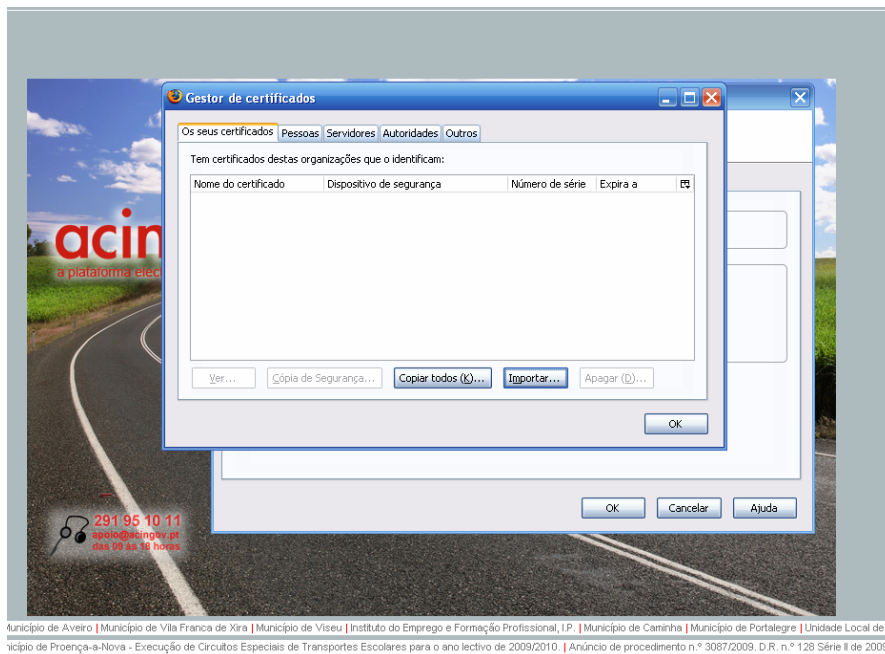 Gestor de certificados
Os seus certificados Pessoas Servidores Autoridades Outros
Tem certificados destas organizações que o identificam:
Nome do certificado Dispositivo de segurança Número de série Expira a
acin
a plataforma elec
Ver... Cópia de Segurança... Copiar todos (K)... Importar... Apagar (D)...
OK
OK Cancelar Ajuda
291 95 10 11
apoio@acingov.pt
das 09 às 18 horas
Município de Aveiro | Município de Vila Franca de Xira | Município de Viseu | Instituto do Emprego e Formação Profissional, I.P. | Município de Caminha | Município de Portalegre | Unidade Local de
nicípio de Proença-a-Nova - Execução de Circuitos Especiais de Transportes Escolares para o ano lectivo de 2009/2010. | Anúncio de procedimento n.º 3087/2009. D.R. n.º 128 Série II de 2009